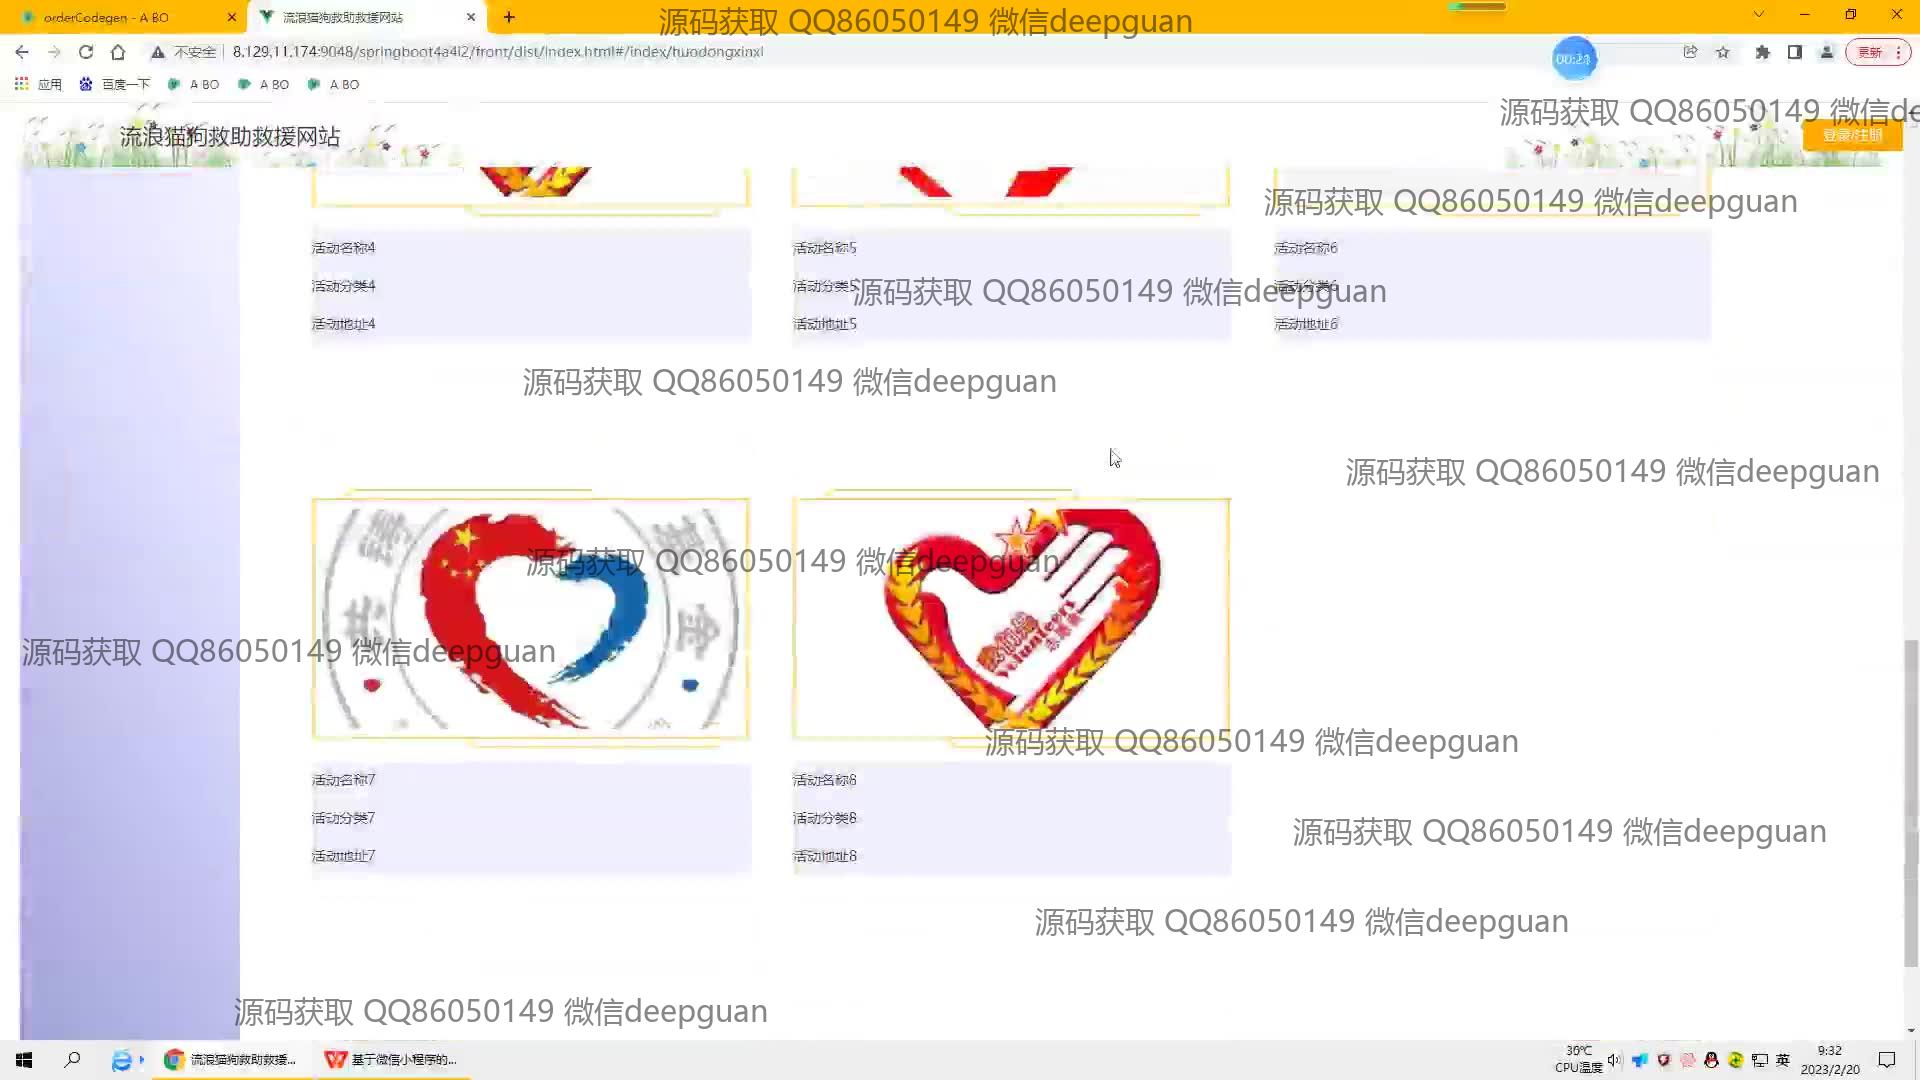 orderCodegen - A BO
流浪猫狗救助救援网站
源码获取 QQ86050149 微信deepguan
不安全
8.129.11.174:9048/springboot4a4i2/front/dist/index.html#/index/huodongxinxi
00:21
更新
应用
百度一下
A BO
A BO
A BO
源码获取 QQ86050149 微信de
流浪猫狗救助救援网站
登录/注册
源码获取 QQ86050149 微信deepguan
活动名称4
活动名称5
活动名称6
活动分类4
活动分类5
活动分类6
源码获取 QQ86050149 微信deepguan
活动地址4
活动地址5
活动地址6
源码获取 QQ86050149 微信deepguan
源码获取 QQ86050149 微信deepguan
源码获取 QQ86050149 微信deepguan
金
Volunteers
源码获取 QQ86050149 微信deepguan
源码获取 QQ86050149 微信deepguan
活动名称7
活动名称8
活动分类7
活动分类8
源码获取 QQ86050149 微信deepguan
活动地址7
活动地址8
源码获取 QQ86050149 微信deepguan
源码获取 QQ86050149 微信deepguan
流浪猫狗救助救援...
基于微信小程序的...
30℃
CPU温度
英
9:32
2023/2/20